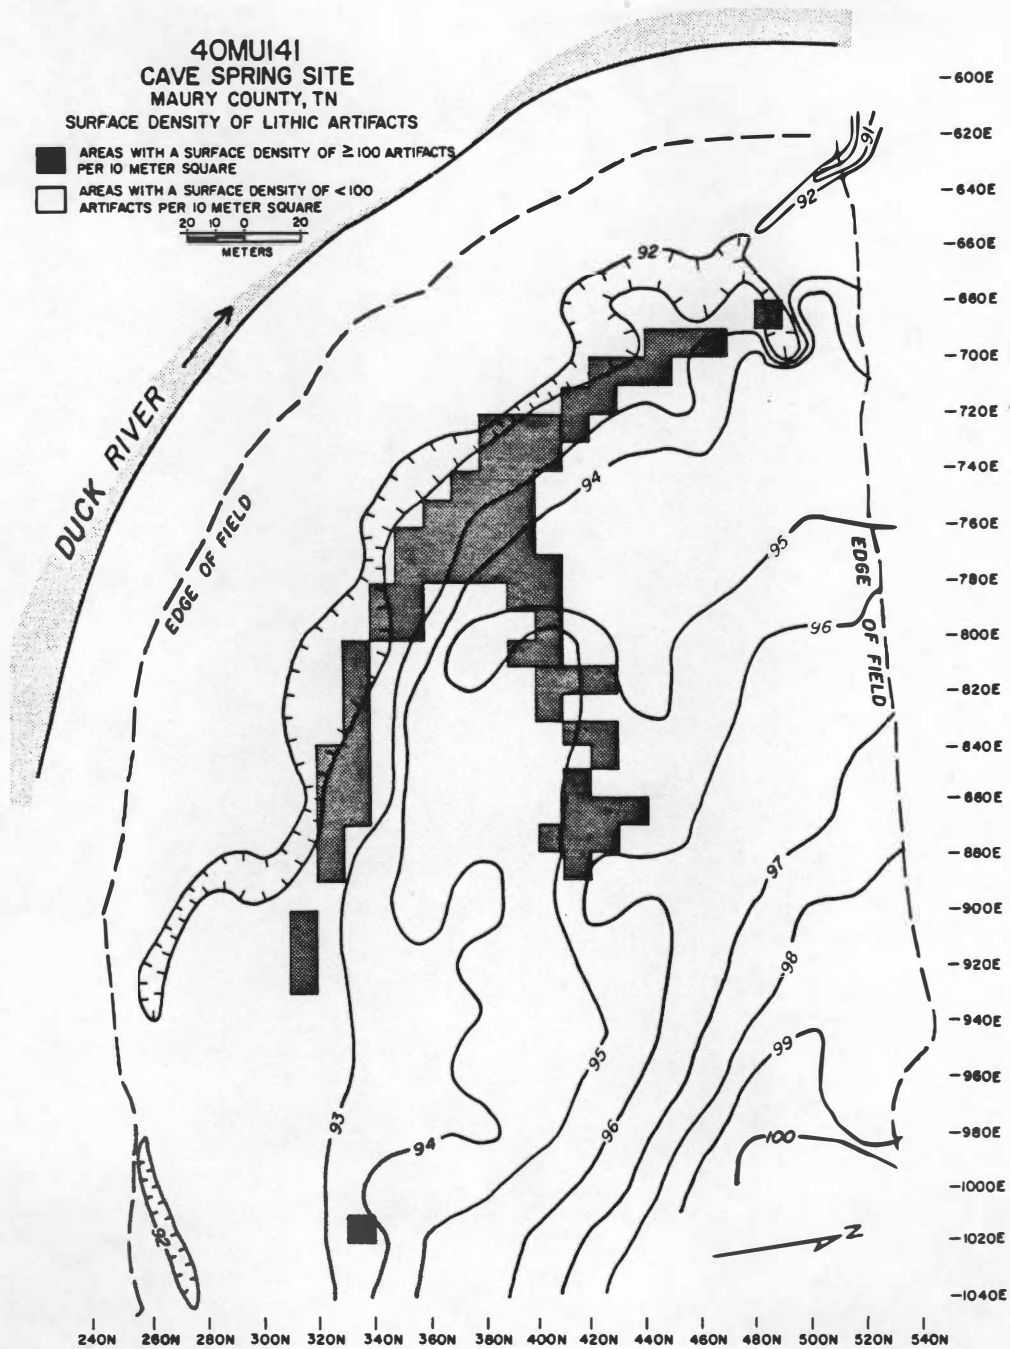 40MU141
CAVE SPRING SITE
MAURY COUNTY, TN
SURFACE DENSITY OF LITHIC ARTIFACTS
AREAS WITH A SURFACE DENSITY OF ≥100 ARTIFACTS
PER 10 METER SQUARE
AREAS WITH A SURFACE DENSITY OF <100
ARTIFACTS PER 10 METER SQUARE
20 10 0 20
METERS
DUCK RIVER
EDGE OF FIELD
EDGE OF FIELD
91
92
92
94
95
96
97
98
99
100
95
96
93
94
92
N
-600E
-620E
-640E
-660E
-680E
-700E
-720E
-740E
-760E
-780E
-800E
-820E
-840E
-860E
-880E
-900E
-920E
-940E
-960E
-980E
-1000E
-1020E
-1040E
240N 260N 280N 300N 320N 340N 360N 380N 400N 420N 440N 460N 480N 500N 520N 540N